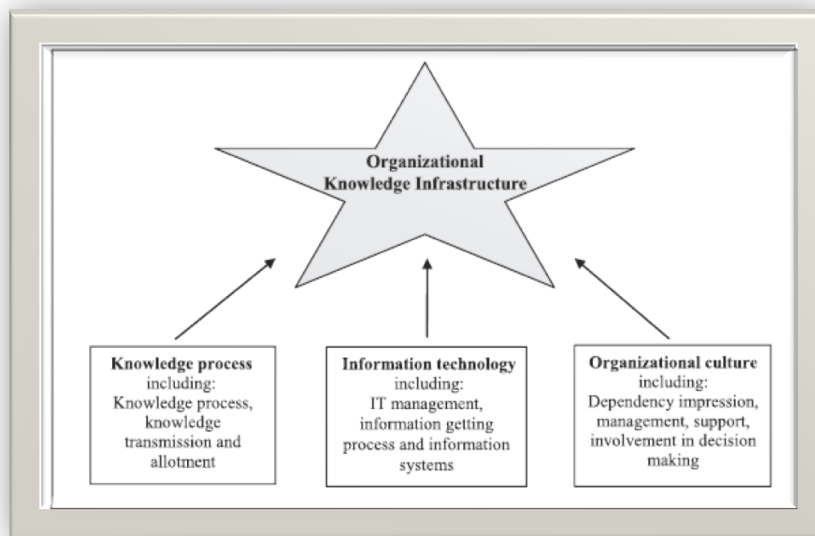 Organizational
Knowledge Infrastructure
Knowledge process
including:
Knowledge process,
knowledge
transmission and
allotment
Information technology
including:
IT management,
information getting
process and information
systems
Organizational culture
including:
Dependency impression,
management, support,
involvement in decision
making